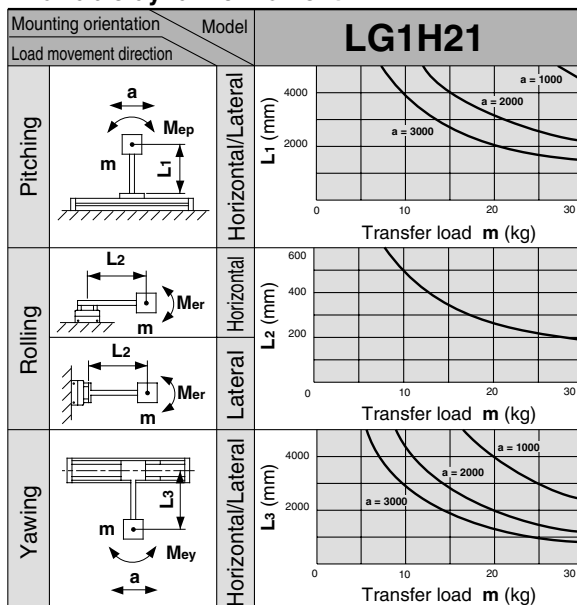 Mounting orientation Model
Load movement direction
LG1H21
Pitching
a
Mep
m
L1
Horizontal/Lateral
L1 (mm)
4000
2000
a = 1000
a = 2000
a = 3000
0 10 20 30
Transfer load m (kg)
Rolling
L2
Mer
m
Horizontal
L2
Mer
m
Lateral
L2 (mm)
600
400
200
0 10 20 30
Transfer load m (kg)
Yawing
L3
m
Mey
a
Horizontal/Lateral
L3 (mm)
4000
2000
a = 1000
a = 2000
a = 3000
0 10 20 30
Transfer load m (kg)